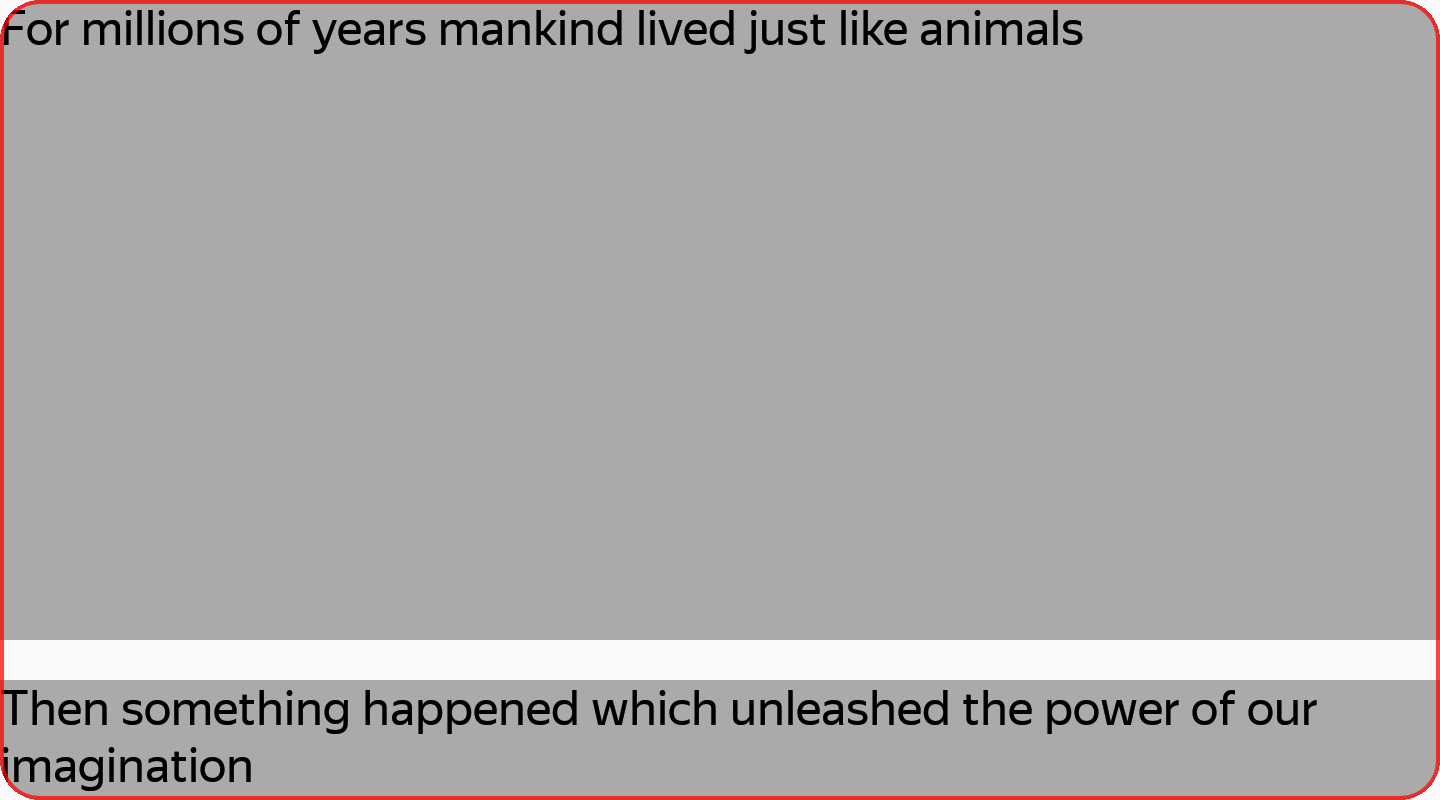 For millions of years mankind lived just like animals
Then something happened which unleashed the power of our
imagination